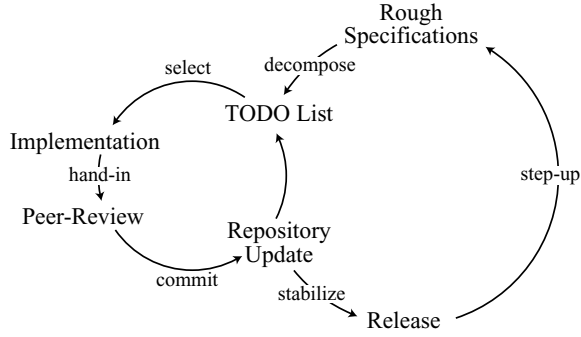 Rough
Specifications
decompose
select
TODO List
Implementation
hand-in
step-up
Peer-Review
Repository
Update
commit
stabilize
Release